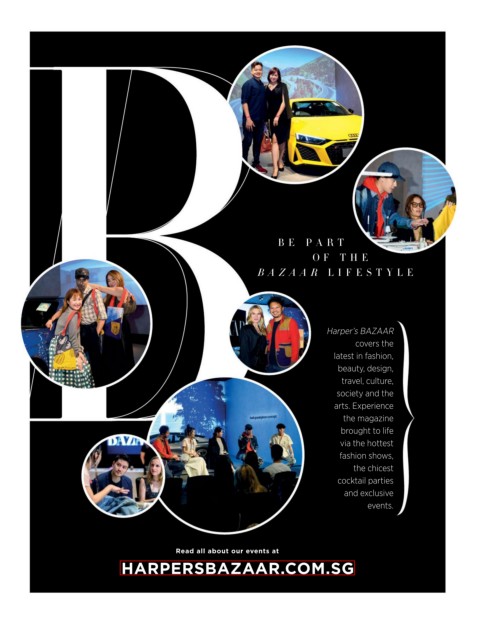 B
BE PART
OF THE
BAZAAR LIFESTYLE
Harper's BAZAAR
covers the
latest in fashion,
beauty, design,
travel, culture,
society and the
arts. Experience
the magazine
brought to life
via the hottest
fashion shows,
the chicest
cocktail parties
and exclusive
events.
Read all about our events at
HARPERSBAZAAR.COM.SG